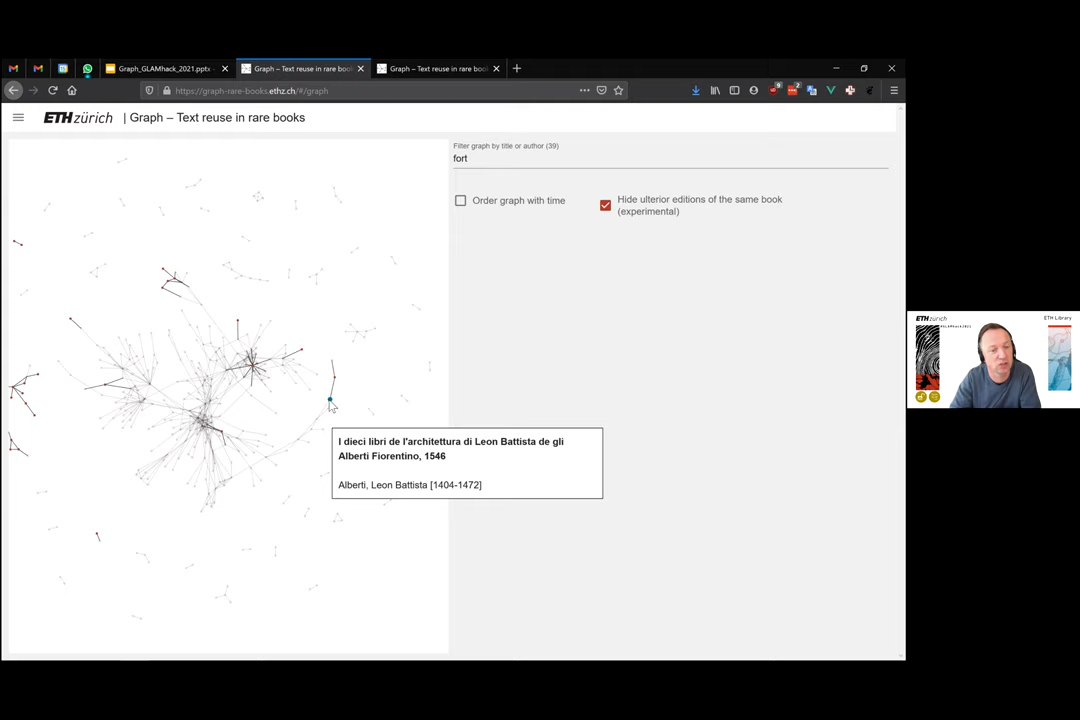 Graph_GLAMhack_2021.pptx -
Graph – Text reuse in rare book
Graph – Text reuse in rare book
https://graph-rare-books.ethz.ch/#/graph
9
2
ETH zürich | Graph – Text reuse in rare books
Filter graph by title or author (39)
fort
Order graph with time
Hide ulterior editions of the same book
(experimental)
I dieci libri de l'architettura di Leon Battista de gli
Alberti Fiorentino, 1546
Alberti, Leon Battista [1404-1472]
ETH zürich
ETH Library
#GLAMhack2021